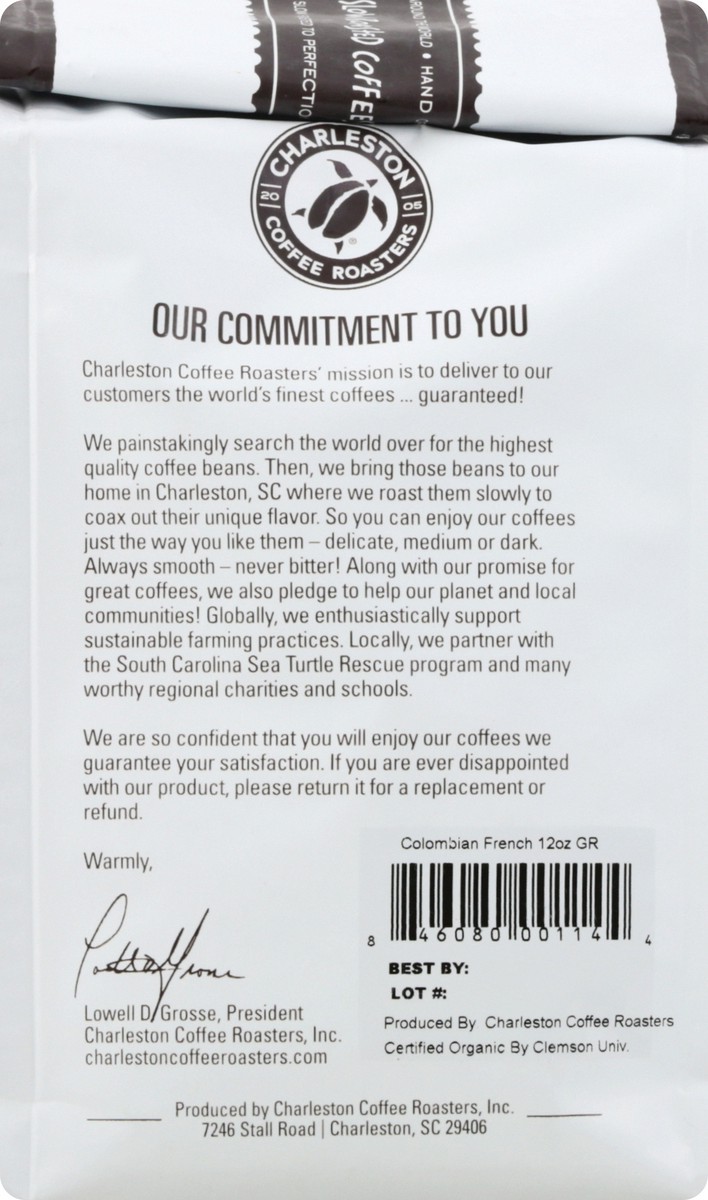 SLOW ROASTED COFFEE
SLOWED TO PERFECTIO
WORLD • HAND
CHARLESTON
20 05
COFFEE ROASTERS
®
OUR COMMITMENT TO YOU
Charleston Coffee Roasters' mission is to deliver to our
customers the world's finest coffees ... guaranteed!
We painstakingly search the world over for the highest
quality coffee beans. Then, we bring those beans to our
home in Charleston, SC where we roast them slowly to
coax out their unique flavor. So you can enjoy our coffees
just the way you like them – delicate, medium or dark.
Always smooth – never bitter! Along with our promise for
great coffees, we also pledge to help our planet and local
communities! Globally, we enthusiastically support
sustainable farming practices. Locally, we partner with
the South Carolina Sea Turtle Rescue program and many
worthy regional charities and schools.
We are so confident that you will enjoy our coffees we
guarantee your satisfaction. If you are ever disappointed
with our product, please return it for a replacement or
refund.
Warmly,
Lowell D. Grosse, President
Charleston Coffee Roasters, Inc.
charlestoncoffeeroasters.com
Colombian French 12oz GR
8 46080 00114 4
BEST BY:
LOT #:
Produced By Charleston Coffee Roasters
Certified Organic By Clemson Univ.
Produced by Charleston Coffee Roasters, Inc.
7246 Stall Road | Charleston, SC 29406